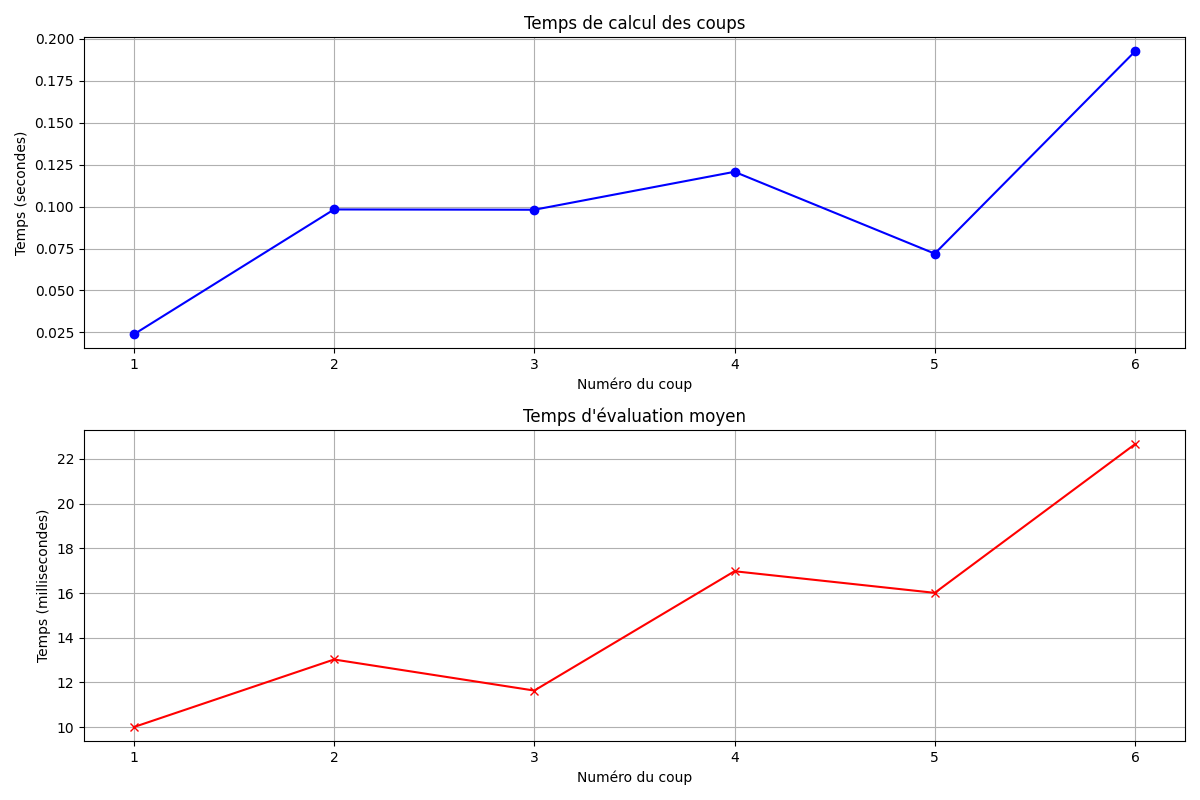 Temps de calcul des coups
0.200
0.175
0.150
0.125
0.100
0.075
0.050
0.025
Temps (secondes)
1 2 3 4 5 6
Numéro du coup
Temps d'évaluation moyen
22
20
18
16
14
12
10
Temps (millisecondes)
1 2 3 4 5 6
Numéro du coup